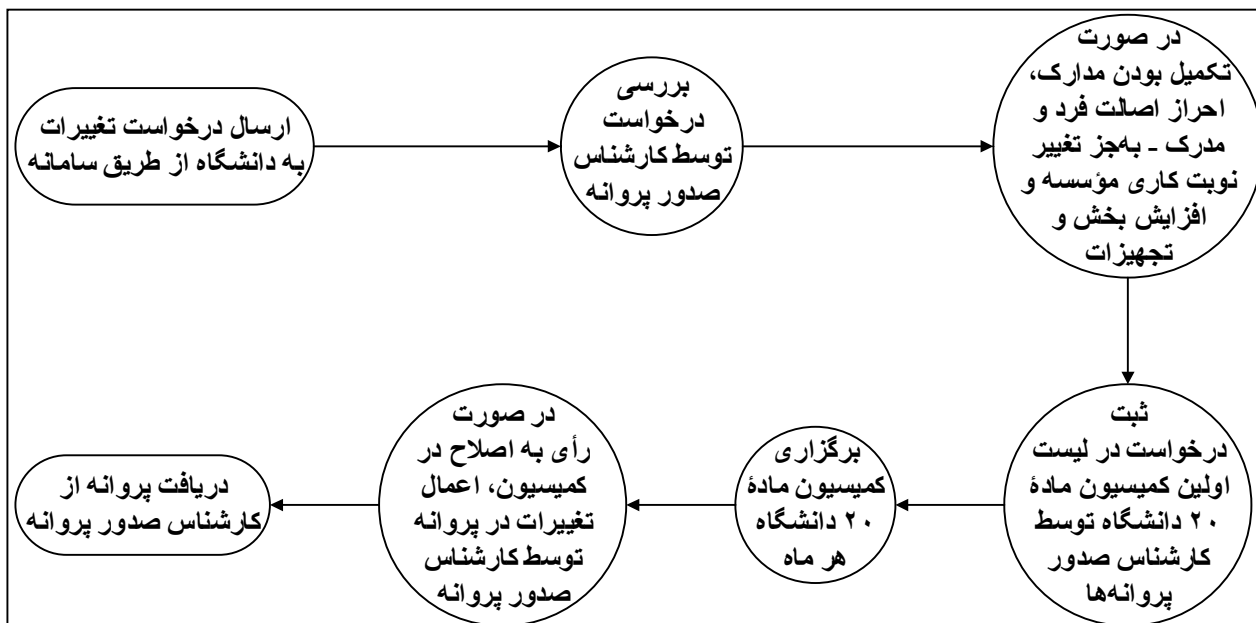 ارسال درخواست تغییرات
به دانشگاه از طریق سامانه
بررسی
درخواست
توسط کارشناس
صدور پروانه
در صورت
تکمیل بودن مدارک،
احراز اصالت فرد و
مدرک - به‌جز تغییر
نوبت کاری مؤسسه و
افزایش بخش و
تجهیزات
ثبت
درخواست در لیست
اولین کمیسیون مادۀ
۲۰ دانشگاه توسط
کارشناس صدور
پروانه‌ها
برگزاری
کمیسیون مادۀ
۲۰ دانشگاه
هر ماه
در صورت
رأی به اصلاح در
کمیسیون، اعمال
تغییرات در پروانه
توسط کارشناس
صدور پروانه
دریافت پروانه از
کارشناس صدور پروانه